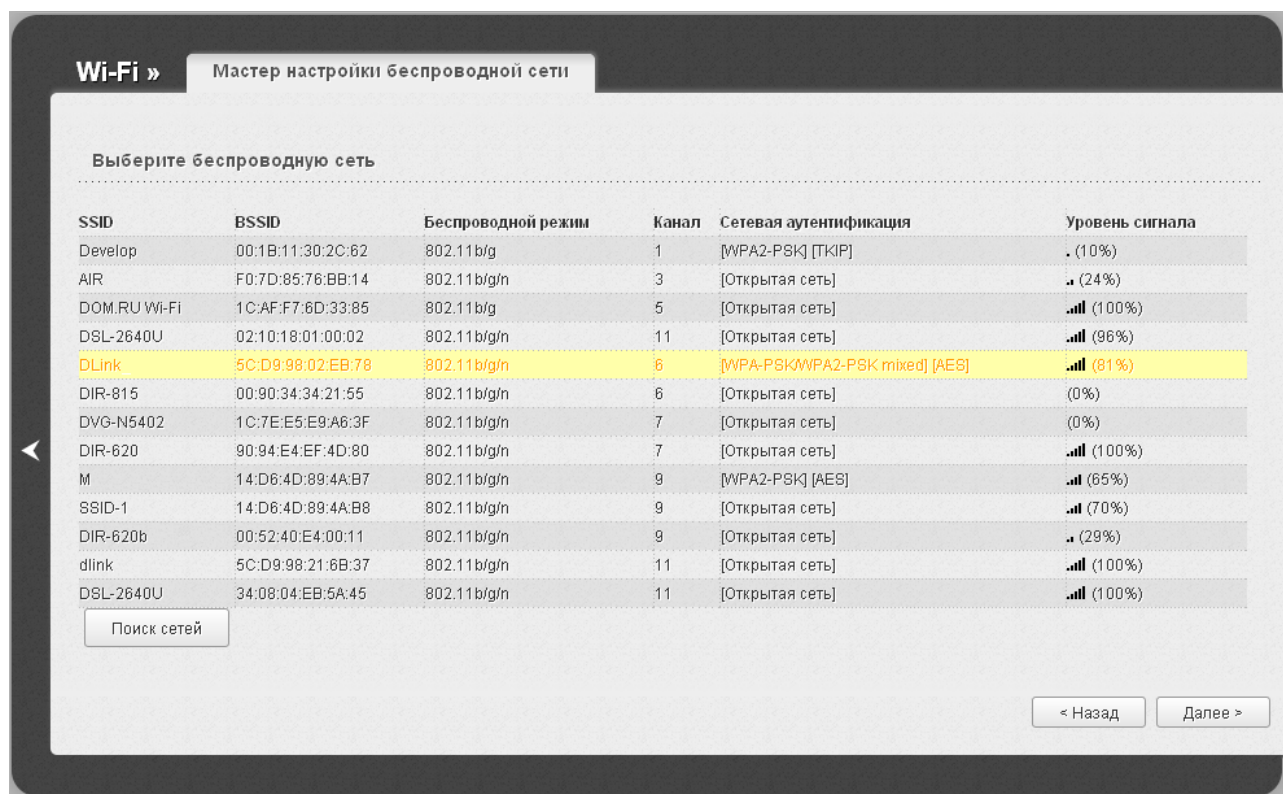 Wi-Fi » Мастер настройки беспроводной сети
Выберите беспроводную сеть
SSID BSSID Беспроводной режим Канал Сетевая аутентификация Уровень сигнала
Develop 00:1B:11:30:2C:62 802.11b/g 1 [WPA2-PSK] [TKIP] (10%)
AIR F0:7D:85:76:BB:14 802.11b/g/n 3 [Открытая сеть] (24%)
DOM.RU Wi-Fi 1C:AF:F7:6D:33:85 802.11b/g 5 [Открытая сеть] (100%)
DSL-2640U 02:10:18:01:00:02 802.11b/g/n 11 [Открытая сеть] (96%)
DLink 5C:D9:98:02:EB:78 802.11b/g/n 6 [WPA-PSK/WPA2-PSK mixed] [AES] (81%)
DIR-815 00:90:34:34:21:55 802.11b/g/n 6 [Открытая сеть] (0%)
DVG-N5402 1C:7E:E5:E9:A6:3F 802.11b/g/n 7 [Открытая сеть] (0%)
DIR-620 90:94:E4:EF:4D:80 802.11b/g/n 7 [Открытая сеть] (100%)
M 14:D6:4D:89:4A:B7 802.11b/g/n 9 [WPA2-PSK] [AES] (65%)
SSID-1 14:D6:4D:89:4A:B8 802.11b/g/n 9 [Открытая сеть] (70%)
DIR-620b 00:52:40:E4:00:11 802.11b/g/n 9 [Открытая сеть] (29%)
dlink 5C:D9:98:21:6B:37 802.11b/g/n 11 [Открытая сеть] (100%)
DSL-2640U 34:08:04:EB:5A:45 802.11b/g/n 11 [Открытая сеть] (100%)
Поиск сетей
< Назад Далее >